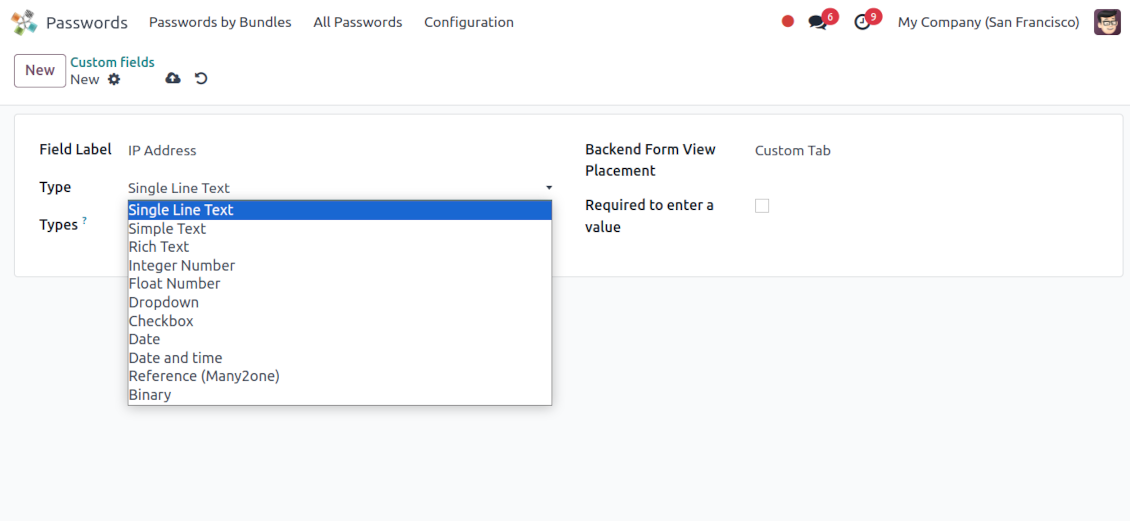 Passwords Passwords by Bundles All Passwords Configuration 6 9 My Company (San Francisco)
New Custom fields
New
Field Label IP Address
Type Single Line Text
Types ?
Single Line Text
Simple Text
Rich Text
Integer Number
Float Number
Dropdown
Checkbox
Date
Date and time
Reference (Many2one)
Binary
Backend Form View
Placement
Custom Tab
Required to enter a
value